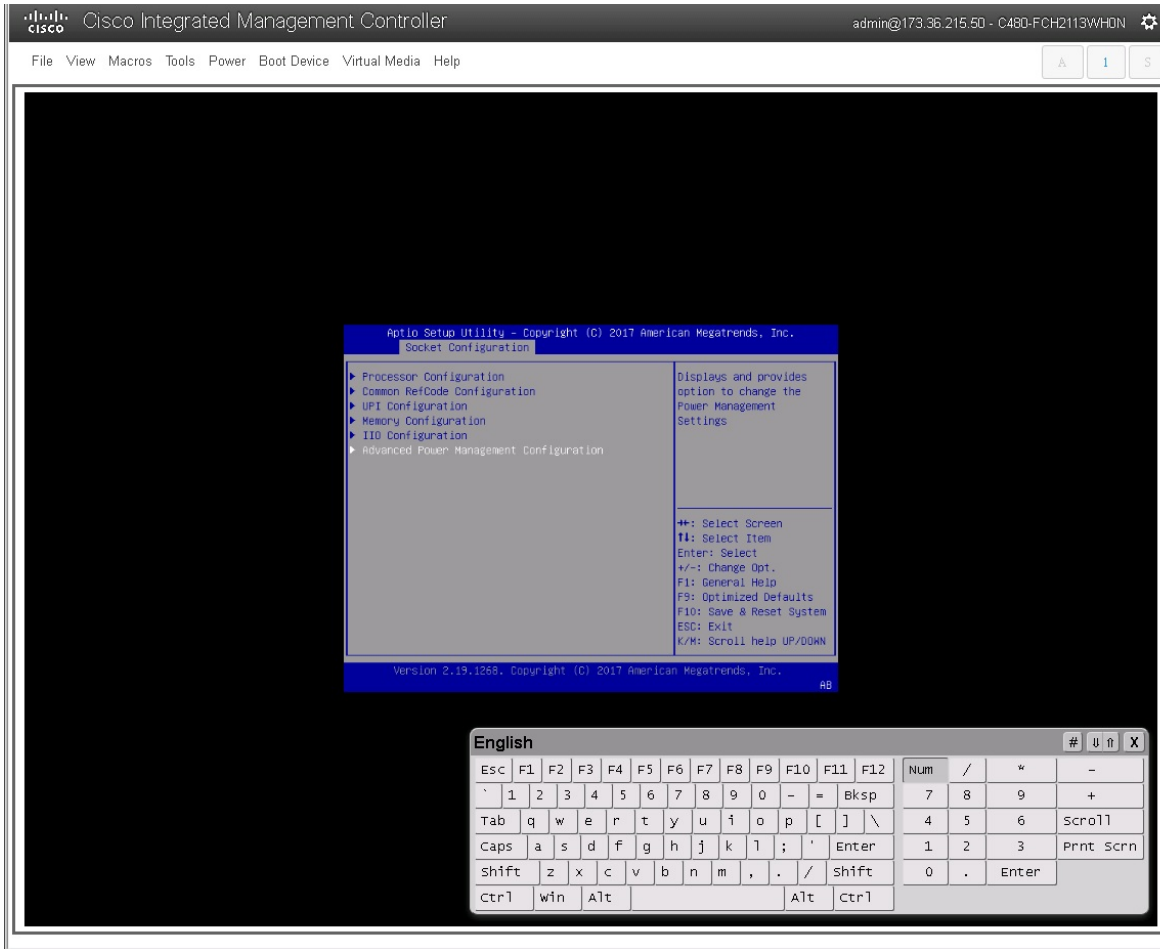 cisco Cisco Integrated Management Controller admin@173.36.215.50 - C480-FCH2113WH0N
File View Macros Tools Power Boot Device Virtual Media Help A 1 S
Aptio Setup Utility - Copyright (C) 2017 American Megatrends, Inc.
Socket Configuration
Processor Configuration
Common RefCode Configuration
UPI Configuration
Memory Configuration
IIO Configuration
Advanced Power Management Configuration
Displays and provides
option to change the
Power Management
Settings
→←: Select Screen
↑↓: Select Item
Enter: Select
+/-: Change Opt.
F1: General Help
F9: Optimized Defaults
F10: Save & Reset System
ESC: Exit
K/M: Scroll help UP/DOWN
Version 2.19.1268. Copyright (C) 2017 American Megatrends, Inc.
AB
English # ⇓ ⇑ X
Esc F1 F2 F3 F4 F5 F6 F7 F8 F9 F10 F11 F12 Num / * -
` 1 2 3 4 5 6 7 8 9 0 - = Bksp 7 8 9 +
Tab q w e r t y u i o p [ ] \ 4 5 6 Scroll
Caps a s d f g h j k l ; ' Enter 1 2 3 Prnt Scrn
Shift z x c v b n m , . / Shift 0 . Enter
Ctrl Win Alt Alt Ctrl